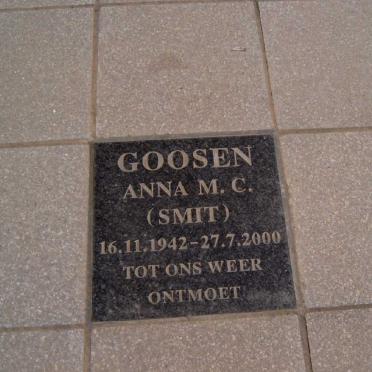 GOOSEN
ANNA M. C.
(SMIT)
16.11.1942-27.7.2000
TOT ONS WEER
ONTMOET